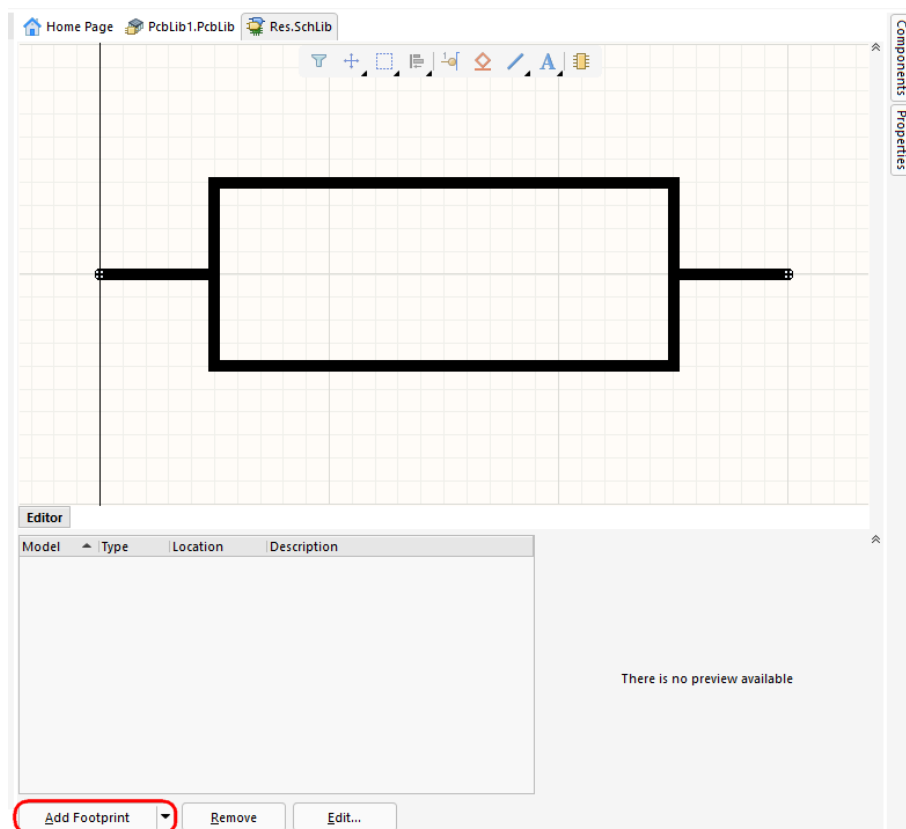 Home Page PcbLib1.PcbLib Res.SchLib
A
Components
Properties
Editor
Model Type Location Description
There is no preview available
Add Footprint Remove Edit...